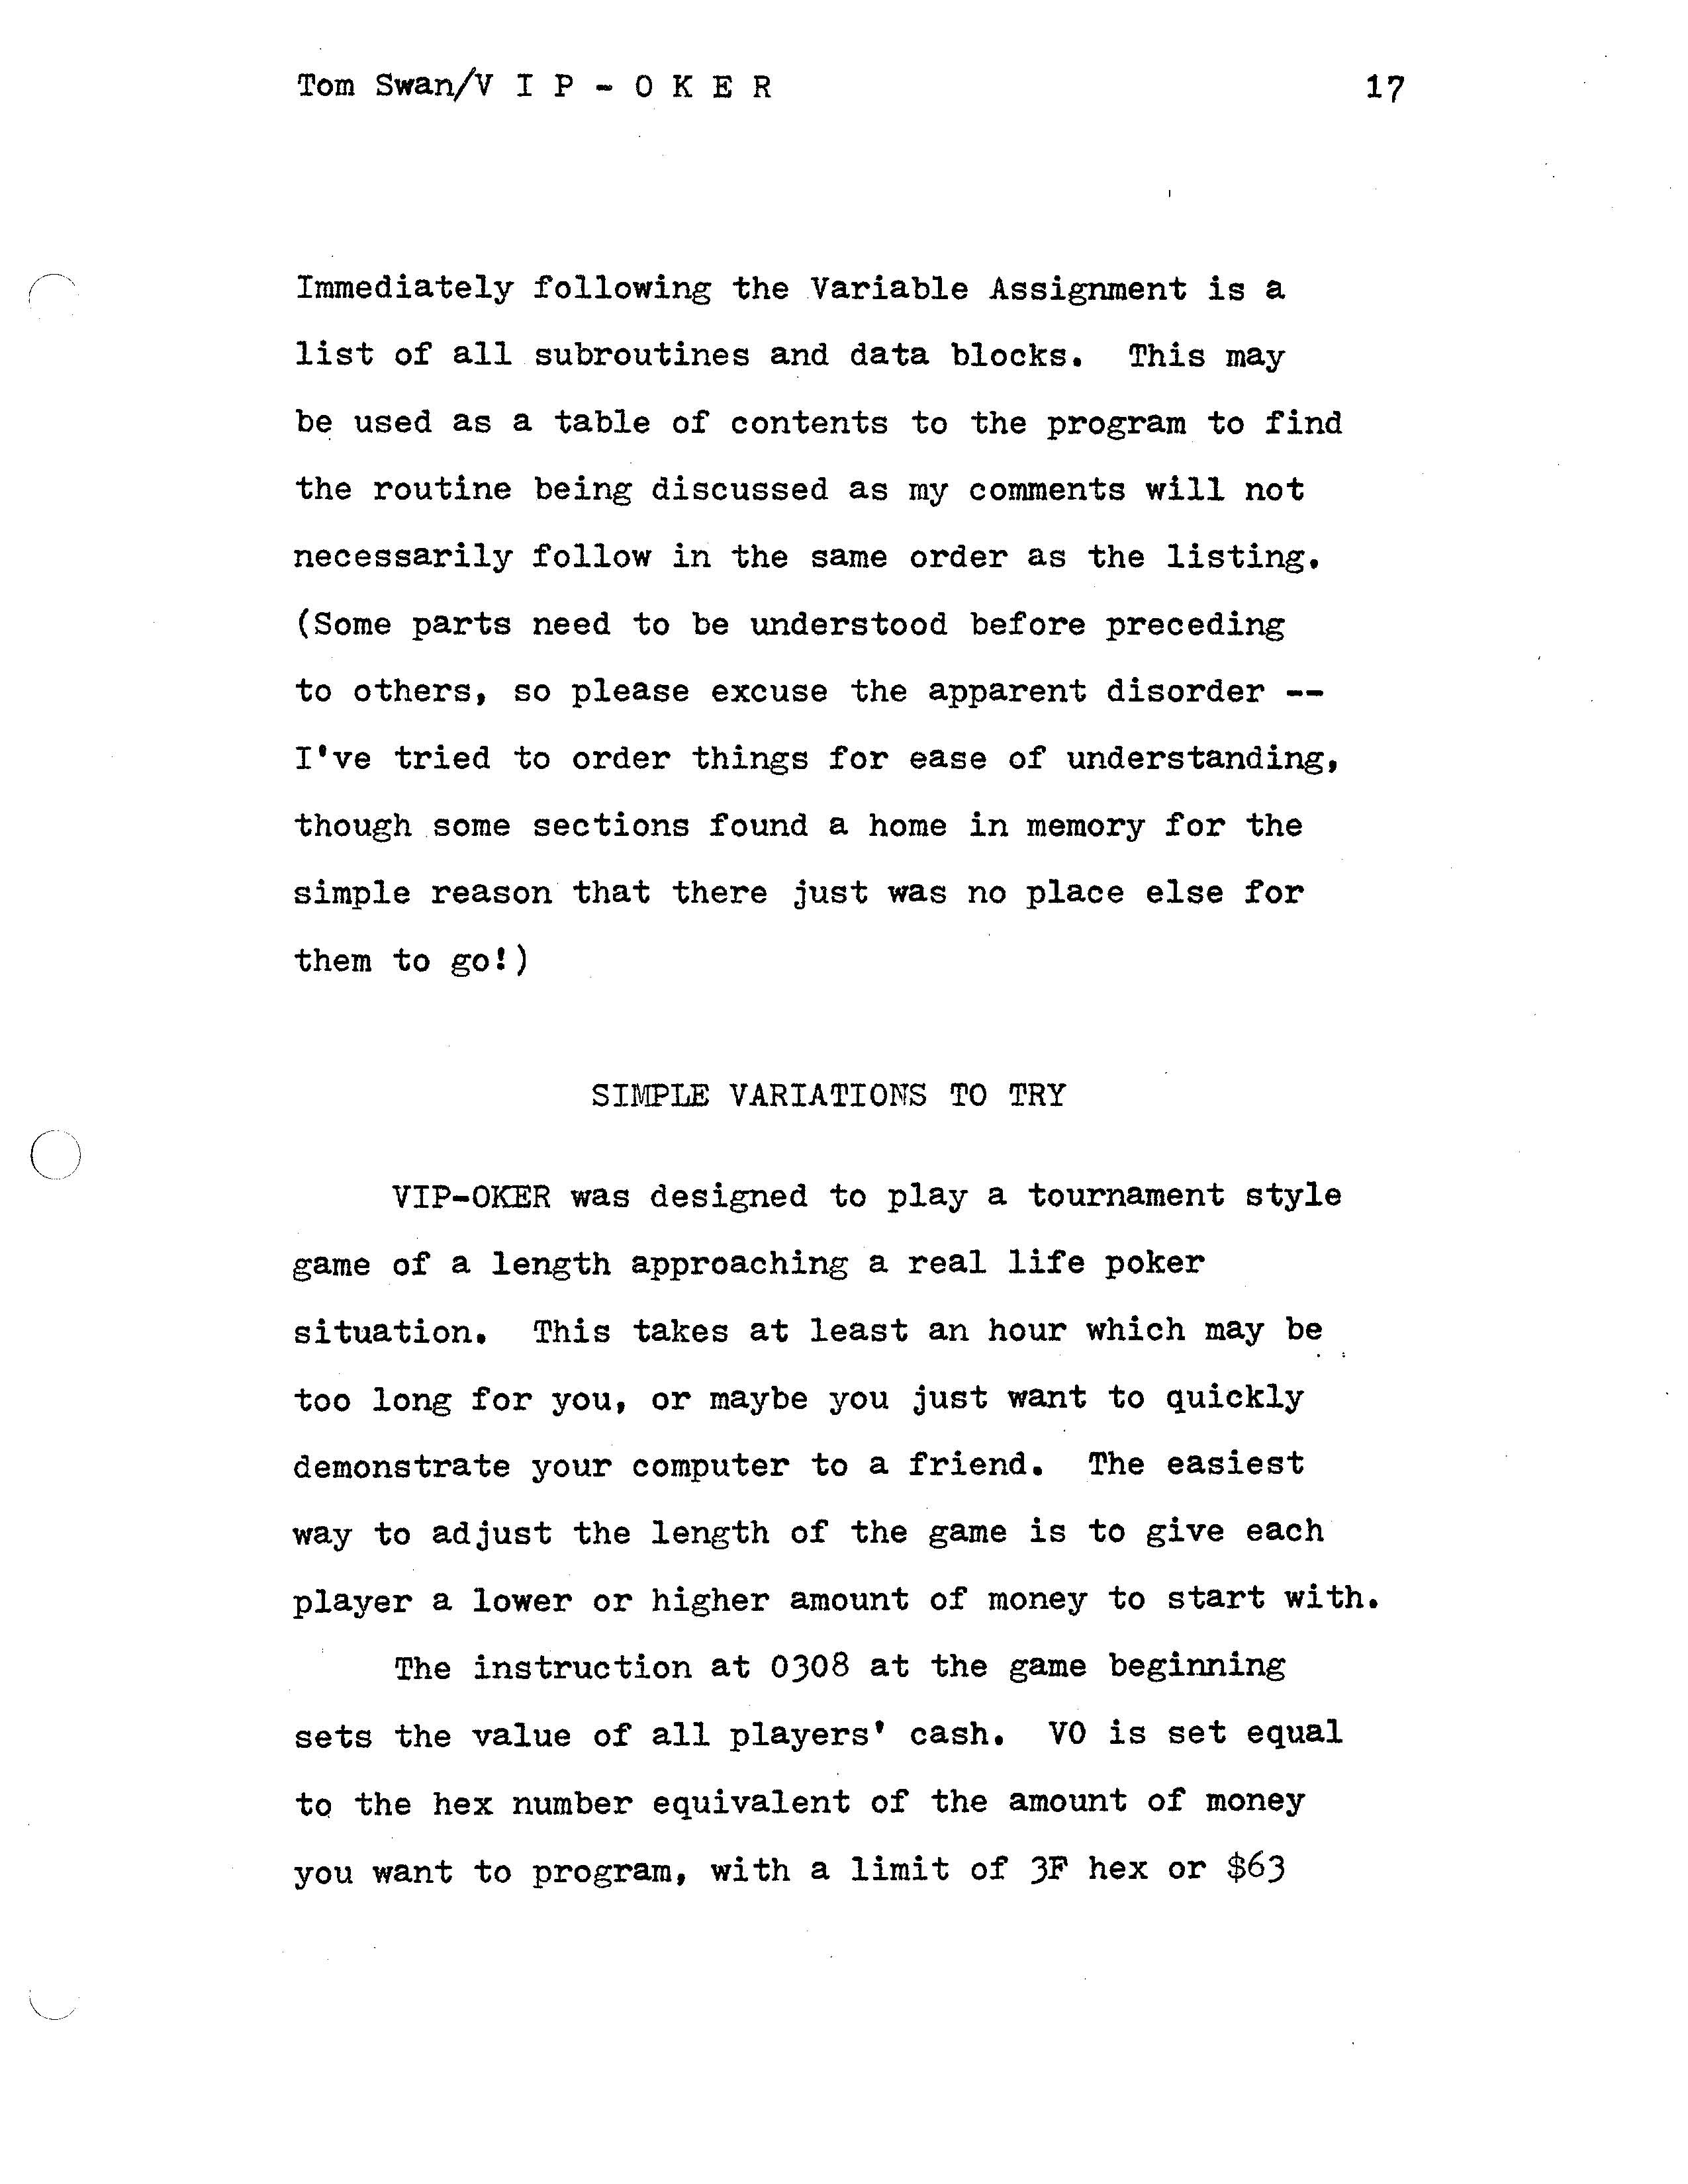 Tom Swan/V I P - O K E R 17
Immediately following the Variable Assignment is a
list of all subroutines and data blocks. This may
be used as a table of contents to the program to find
the routine being discussed as my comments will not
necessarily follow in the same order as the listing.
(Some parts need to be understood before preceding
to others, so please excuse the apparent disorder --
I've tried to order things for ease of understanding,
though some sections found a home in memory for the
simple reason that there just was no place else for
them to go!)
SIMPLE VARIATIONS TO TRY
VIP-OKER was designed to play a tournament style
game of a length approaching a real life poker
situation. This takes at least an hour which may be
too long for you, or maybe you just want to quickly
demonstrate your computer to a friend. The easiest
way to adjust the length of the game is to give each
player a lower or higher amount of money to start with.
The instruction at 0308 at the game beginning
sets the value of all players' cash. VO is set equal
to the hex number equivalent of the amount of money
you want to program, with a limit of 3F hex or $63